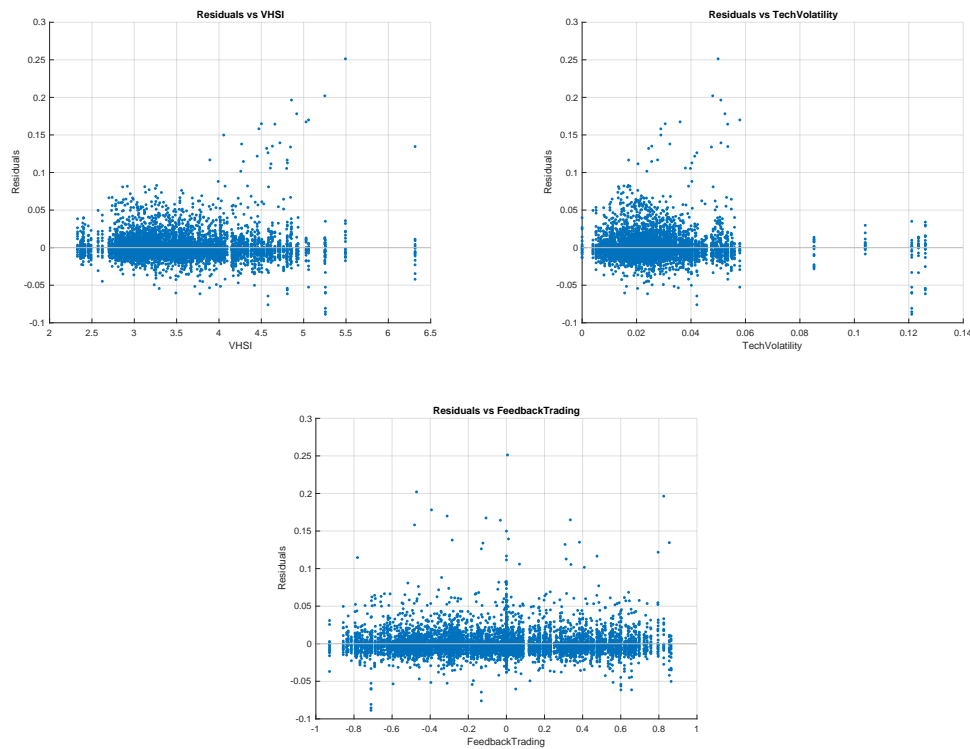 Residuals vs VHSI
0.3
0.25
0.2
0.15
0.1
0.05
0
-0.05
-0.1
Residuals
2 2.5 3 3.5 4 4.5 5 5.5 6 6.5
VHSI
Residuals vs TechVolatility
0.3
0.25
0.2
0.15
0.1
0.05
0
-0.05
-0.1
Residuals
0 0.02 0.04 0.06 0.08 0.1 0.12 0.14
TechVolatility
Residuals vs FeedbackTrading
0.3
0.25
0.2
0.15
0.1
0.05
0
-0.05
-0.1
Residuals
-1 -0.8 -0.6 -0.4 -0.2 0 0.2 0.4 0.6 0.8 1
FeedbackTrading